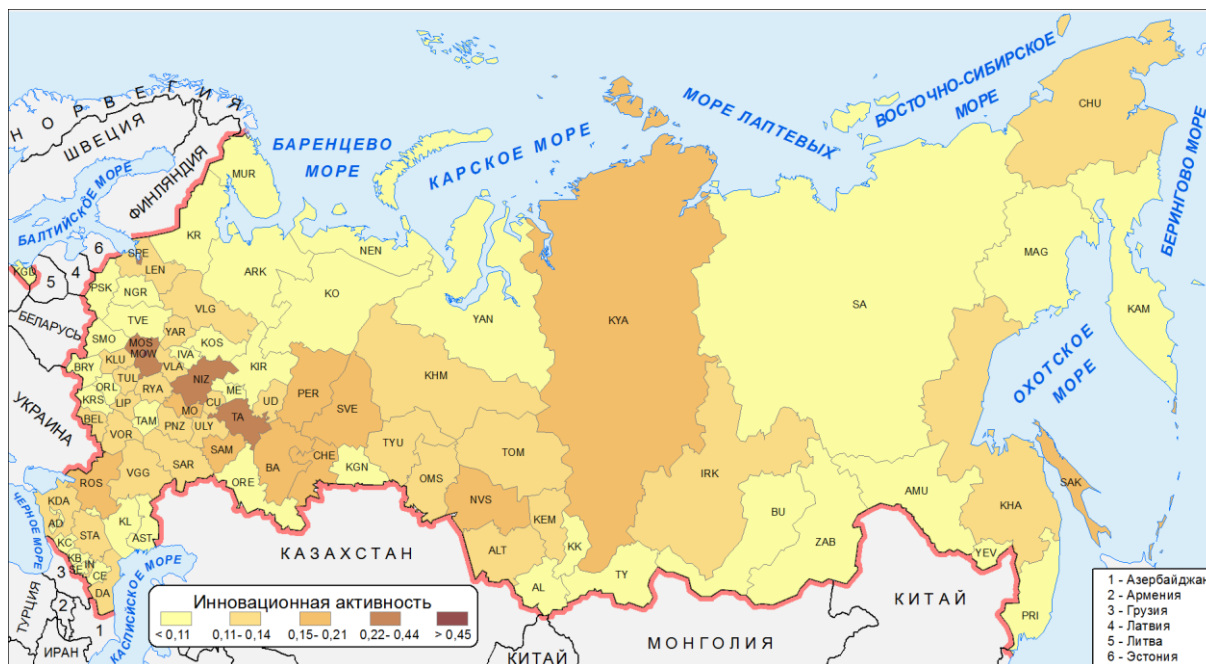 НОРВЕГИЯ
ШВЕЦИЯ
ФИНЛЯНДИЯ
БАЛТИЙСКОЕ МОРЕ
БАРЕНЦЕВО
МОРЕ
КАРСКОЕ МОРЕ
МОРЕ ЛАПТЕВЫХ
ВОСТОЧНО-СИБИРСКОЕ
МОРЕ
БЕРИНГОВО МОРЕ
ОХОТСКОЕ
МОРЕ
CHU
MUR
KR
NEN
ARK
KO
YAN
KYA
SA
MAG
KAM
6
5
4
KGD
SPE
LEN
PSK
NGR
VLG
TVE
YAR
KOS
SMO
MOS
MOW
IVA
KIR
БЕЛАРУСЬ
BRY
KLU
VLA
NIZ
ME
UD
PER
SVE
KHM
ORL
TUL
RYA
CU
KRS
LIP
MO
TA
УКРАИНА
BEL
TAM
PNZ
ULY
VOR
SAM
BA
CHE
KGN
TYU
TOM
OMS
SAR
ORE
ROS
VGG
NVS
KEM
IRK
BU
AMU
KHA
SAK
ALT
KK
ZAB
YEV
AL
TY
PRI
KDA
AD
STA
KL
AST
KC
KB
SE
IN
CE
DA
ЧЕРНОЕ МОРЕ
КАСПИЙСКОЕ МОРЕ
КАЗАХСТАН
КИТАЙ
МОНГОЛИЯ
КИТАЙ
ТУРЦИЯ
3
2
1
ИРАН
Инновационная активность
< 0,11 0,11- 0,14 0,15- 0,21 0,22- 0,44 > 0,45
1 - Азербайджан
2 - Армения
3 - Грузия
4 - Латвия
5 - Литва
6 - Эстония